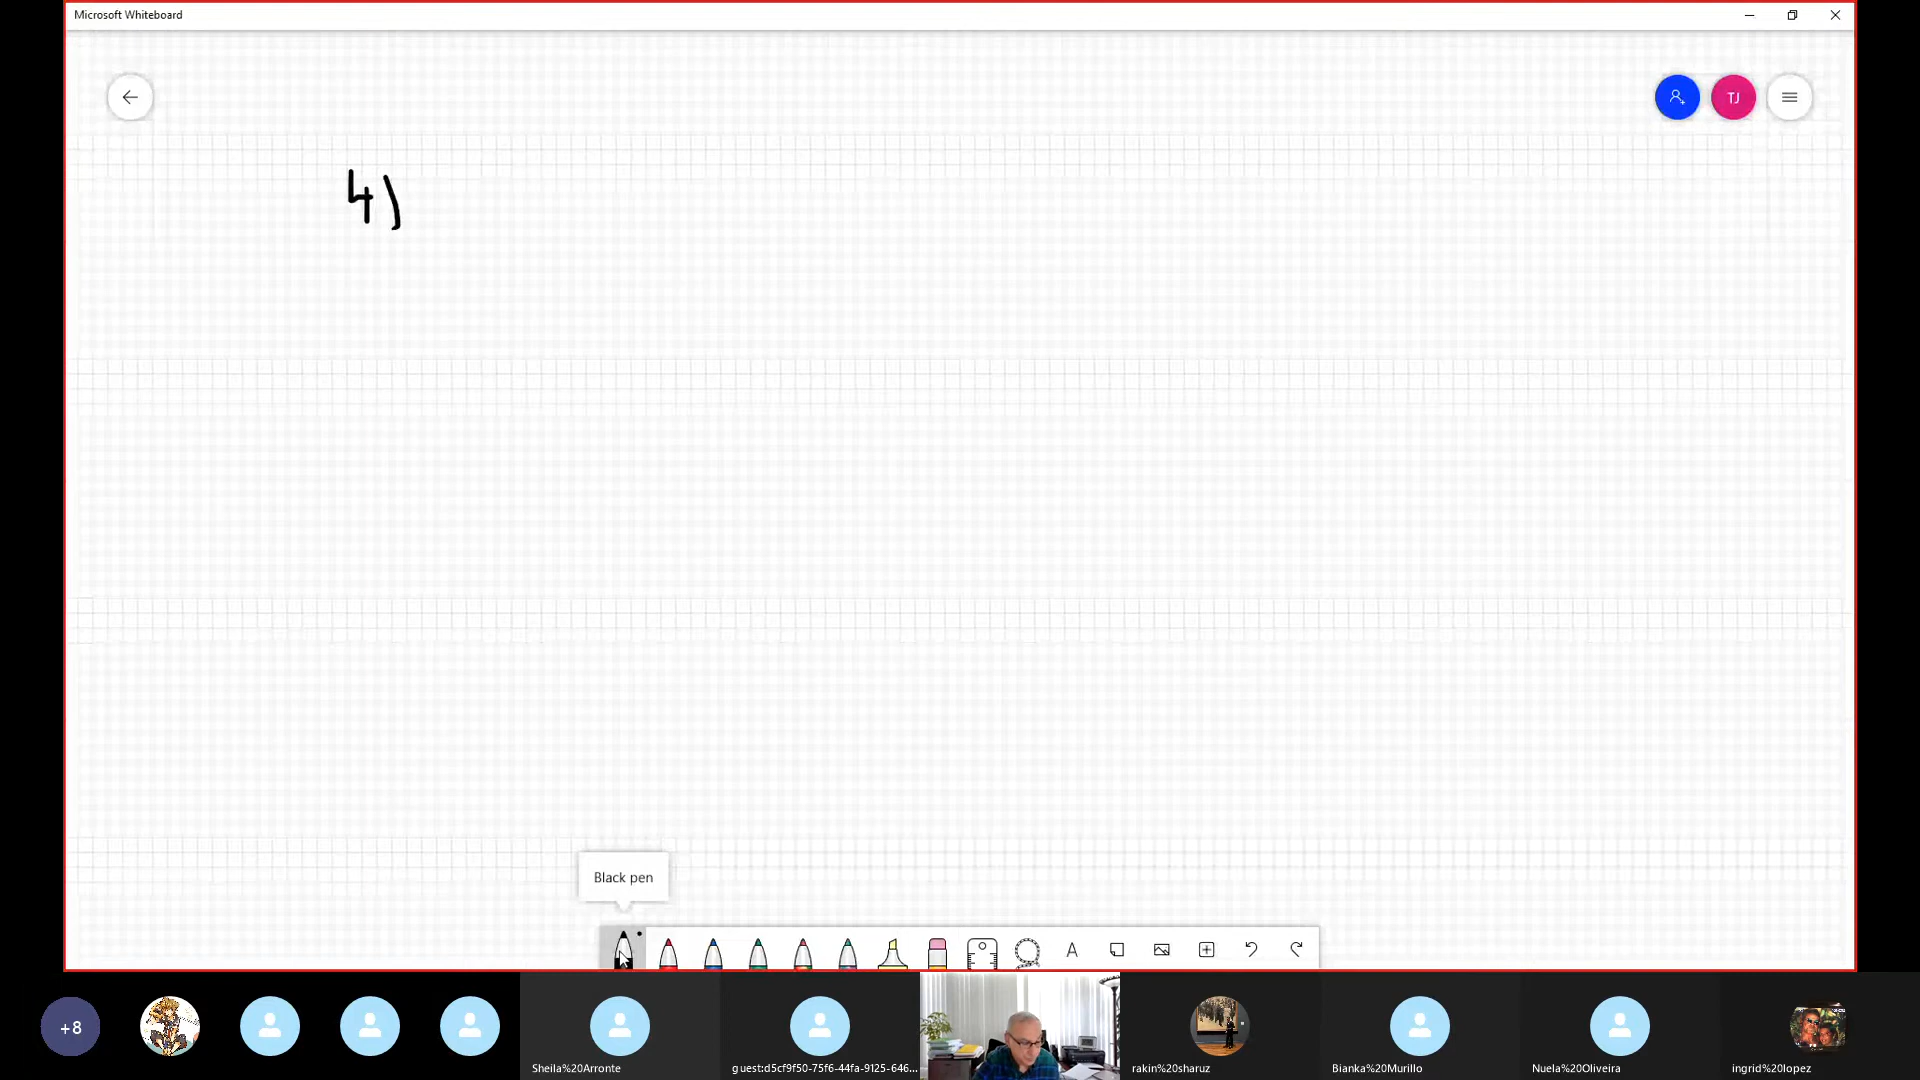 Microsoft Whiteboard
TJ
4)
Black pen
A
+8
Sheila%20Arronte
guest:d5cf9f50-75f6-44fa-9125-646...
rakin%20sharuz
Bianka%20Murillo
Nuela%20Oliveira
ingrid%20lopez